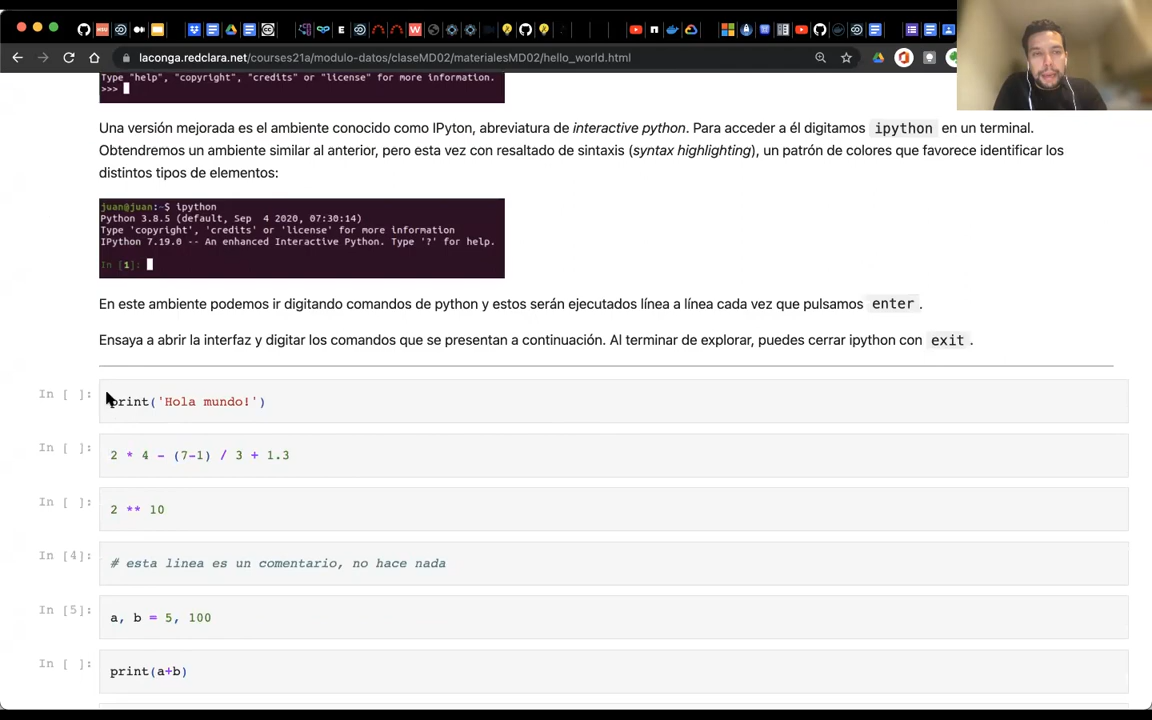 laconga.redclara.net/courses21a/modulo-datos/claseMD02/materialesMD02/hello_world.html
Type "help", "copyright", "credits" or "license" for more information.
>>>
Una versión mejorada es el ambiente conocido como IPyton, abreviatura de interactive python. Para acceder a él digitamos ipython en un terminal.
Obtendremos un ambiente similar al anterior, pero esta vez con resaltado de sintaxis (syntax highlighting), un patrón de colores que favorece identificar los
distintos tipos de elementos:
juan@juan:~$ ipython
Python 3.8.5 (default, Sep  4 2020, 07:30:14)
Type 'copyright', 'credits' or 'license' for more information
IPython 7.19.0 -- An enhanced Interactive Python. Type '?' for help.
In [1]:
En este ambiente podemos ir digitando comandos de python y estos serán ejecutados línea a línea cada vez que pulsamos enter.
Ensaya a abrir la interfaz y digitar los comandos que se presentan a continuación. Al terminar de explorar, puedes cerrar ipython con exit.
In [ ]: print('Hola mundo!')
In [ ]: 2 * 4 - (7-1) / 3 + 1.3
In [ ]: 2 ** 10
In [4]: # esta linea es un comentario, no hace nada
In [5]: a, b = 5, 100
In [ ]: print(a+b)